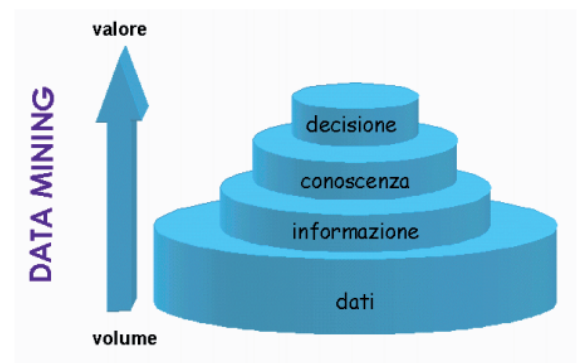 valore
DATA MINING
decisione
conoscenza
informazione
dati
volume